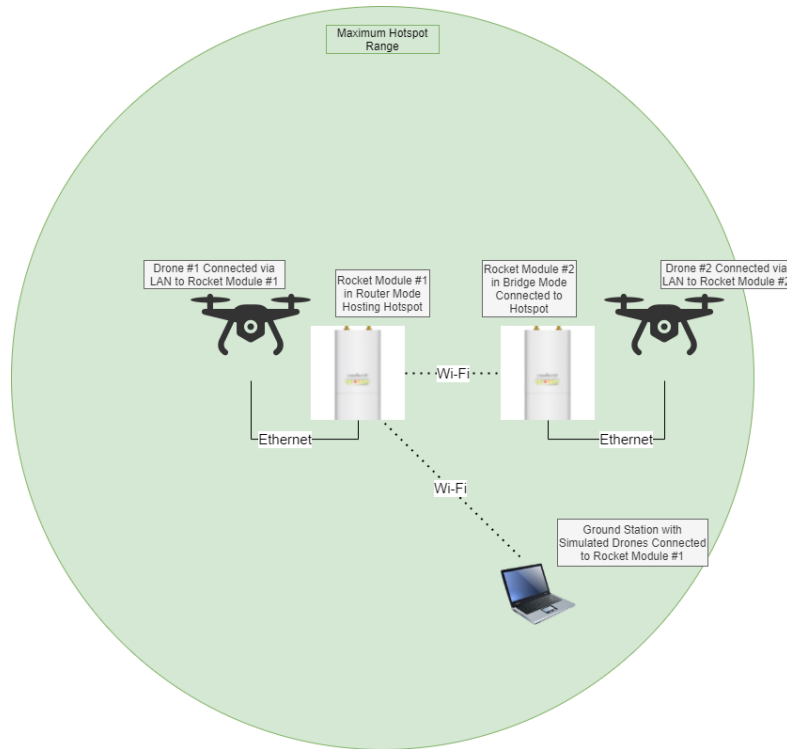 Maximum Hotspot
Range
Drone #1 Connected via
LAN to Rocket Module #1
Rocket Module #1
in Router Mode
Hosting Hotspot
Rocket Module #2
in Bridge Mode
Connected to
Hotspot
Drone #2 Connected via
LAN to Rocket Module #2
Wi-Fi
Ethernet
Ethernet
Wi-Fi
Ground Station with
Simulated Drones Connected
to Rocket Module #1